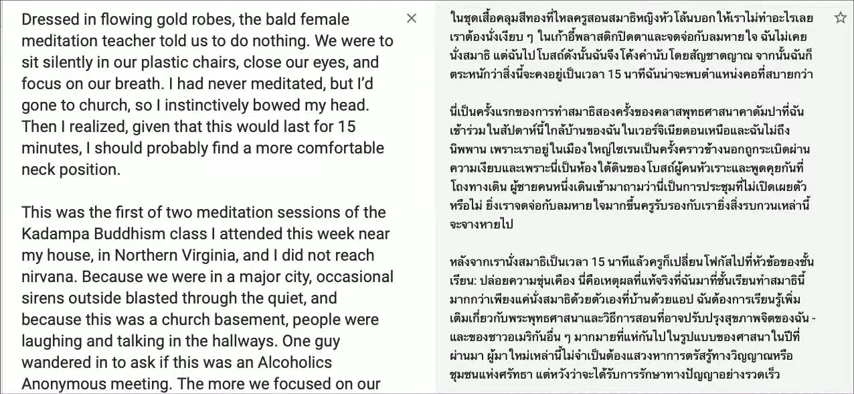 Dressed in flowing gold robes, the bald female
meditation teacher told us to do nothing. We were to
sit silently in our plastic chairs, close our eyes, and
focus on our breath. I had never meditated, but I'd
gone to church, so I instinctively bowed my head.
Then I realized, given that this would last for 15
minutes, I should probably find a more comfortable
neck position.
This was the first of two meditation sessions of the
Kadampa Buddhism class I attended this week near
my house, in Northern Virginia, and I did not reach
nirvana. Because we were in a major city, occasional
sirens outside blasted through the quiet, and
because this was a church basement, people were
laughing and talking in the hallways. One guy
wandered in to ask if this was an Alcoholics
Anonymous meeting. The more we focused on our
ในชุดเสื้อคลุมสีทองที่ไหลครูสอนสมาธิหญิงหัวโล้นบอกให้เราไม่ทำอะไรเลย
เราต้องนั่งเงียบ ๆ ในเก้าอี้พลาสติกปิดตาและจดจ่อกับลมหายใจ ฉันไม่เคย
นั่งสมาธิ แต่ฉันไปโบสถ์ดังนั้นฉันจึงโค้งคำนับโดยสัญชาตญาณ จากนั้นฉันก็
ตระหนักว่าสิ่งนี้จะคงอยู่เป็นเวลา 15 นาทีฉันน่าจะพบตำแหน่งคอที่สบายกว่า
นี่เป็นครั้งแรกของการทำสมาธิสองครั้งของคลาสพุทธศาสนาคาดัมปาที่ฉัน
เข้าร่วมในสัปดาห์นี้ใกล้บ้านของฉันในเวอร์จิเนียตอนเหนือและฉันไม่ถึง
นิพพาน เพราะเราอยู่ในเมืองใหญ่ไซเรนเป็นครั้งคราวข้างนอกถูกระเบิดผ่าน
ความเงียบและเพราะนี่เป็นห้องใต้ดินของโบสถ์ผู้คนหัวเราะและพูดคุยกันที่
โถงทางเดิน ผู้ชายคนหนึ่งเดินเข้ามาถามว่านี่เป็นการประชุมที่ไม่เปิดเผยตัว
หรือไม่ ยิ่งเราจดจ่อกับลมหายใจมากขึ้นครูรับรองกับเรายิ่งสิ่งรบกวนเหล่านี้
จะจางหายไป
หลังจากเรานั่งสมาธิเป็นเวลา 15 นาทีแล้วครูก็เปลี่ยนโฟกัสไปที่หัวข้อของชั้น
เรียน: ปล่อยความขุ่นเคือง นี่คือเหตุผลที่แท้จริงที่ฉันมาที่ชั้นเรียนทำสมาธินี้
มากกว่าเพียงแค่นั่งสมาธิด้วยตัวเองที่บ้านด้วยแอป ฉันต้องการเรียนรู้เพิ่ม
เติมเกี่ยวกับพระพุทธศาสนาและวิธีการสอนที่อาจปรับปรุงสุขภาพจิตของฉัน -
และของชาวอเมริกันอื่น ๆ มากมายที่แห่กันไปในรูปแบบของศาสนาในปีที่
ผ่านมา ผู้มาใหม่เหล่านี้ไม่จำเป็นต้องแสวงหาการตรัสรู้ทางวิญญาณหรือ
ชุมชนแห่งศรัทธา แต่หวังว่าจะได้รับการรักษาทางปัญญาอย่างรวดเร็ว